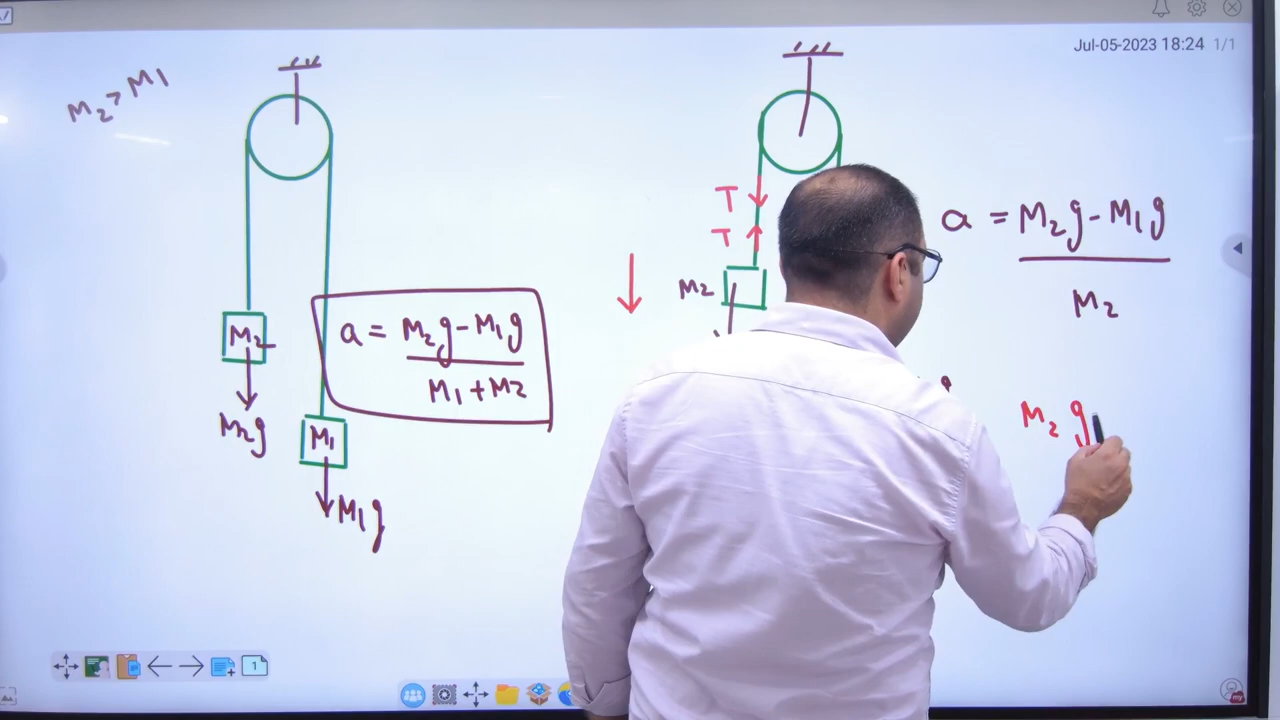 Jul-05-2023 18:24 1/1
M2 > M1
a = M2g - M1g
M1 + M2
M2
M2g
M1
M1g
T
T
M2
a = M2g - M1g
M2
M2 g
1